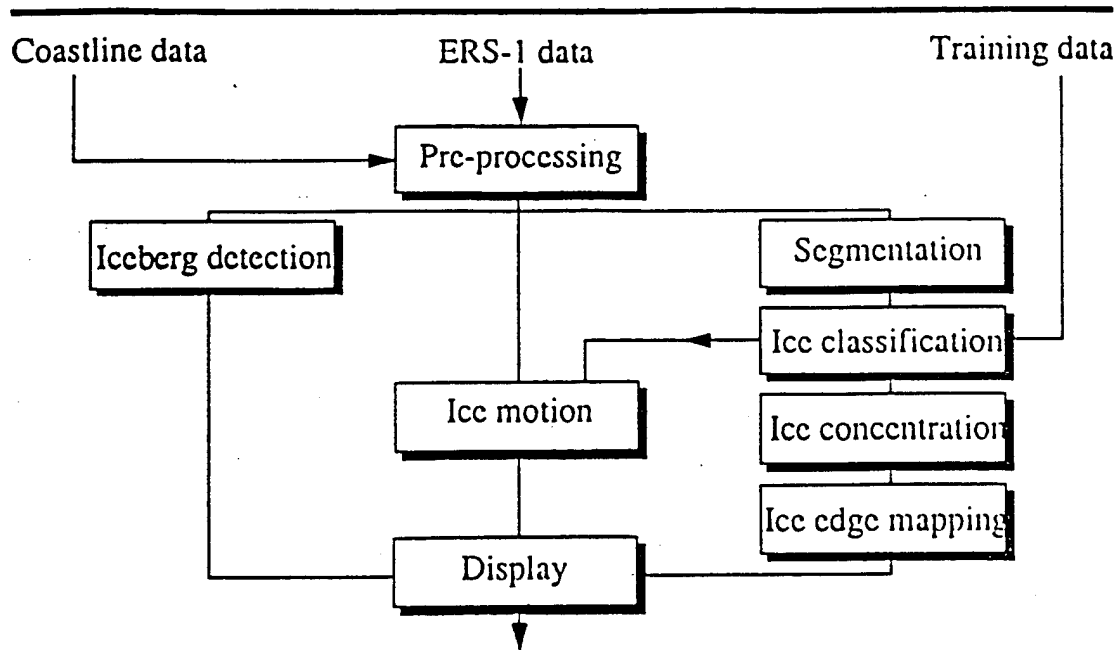 Coastline data
ERS-1 data
Training data
Pre-processing
Iceberg detection
Segmentation
Ice classification
Ice motion
Ice concentration
Ice edge mapping
Display